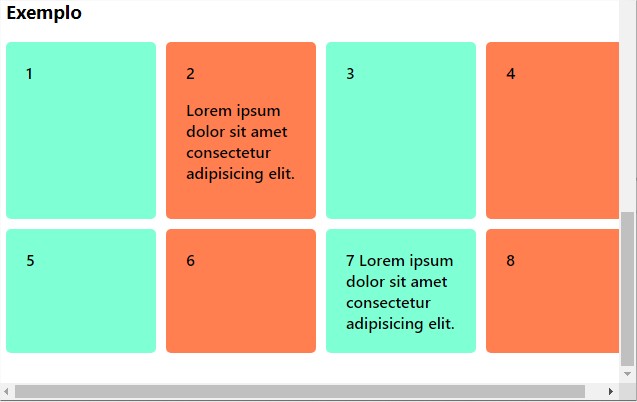 Exemplo
1
2
3
4
Lorem ipsum
dolor sit amet
consectetur
adipisicing elit.
5
6
7 Lorem ipsum
dolor sit amet
consectetur
adipisicing elit.
8